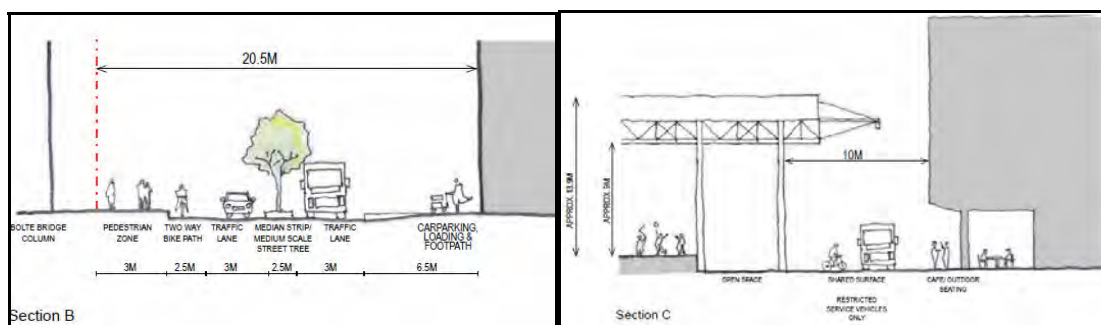 20.5M
BOLTE BRIDGE
COLUMN
PEDESTRIAN
ZONE
TWO WAY
BIKE PATH
TRAFFIC
LANE
MEDIAN STRIP/
MEDIUM SCALE
STREET TREE
TRAFFIC
LANE
CARPARKING,
LOADING &
FOOTPATH
3M
2.5M
3M
2.5M
3M
6.5M
Section B
APPROX. 13.9M
APPROX. 9M
10M
OPEN SPACE
SHARED SURFACE
RESTRICTED
SERVICE VEHICLES
ONLY
CAFE/ OUTDOOR
SEATING
Section C